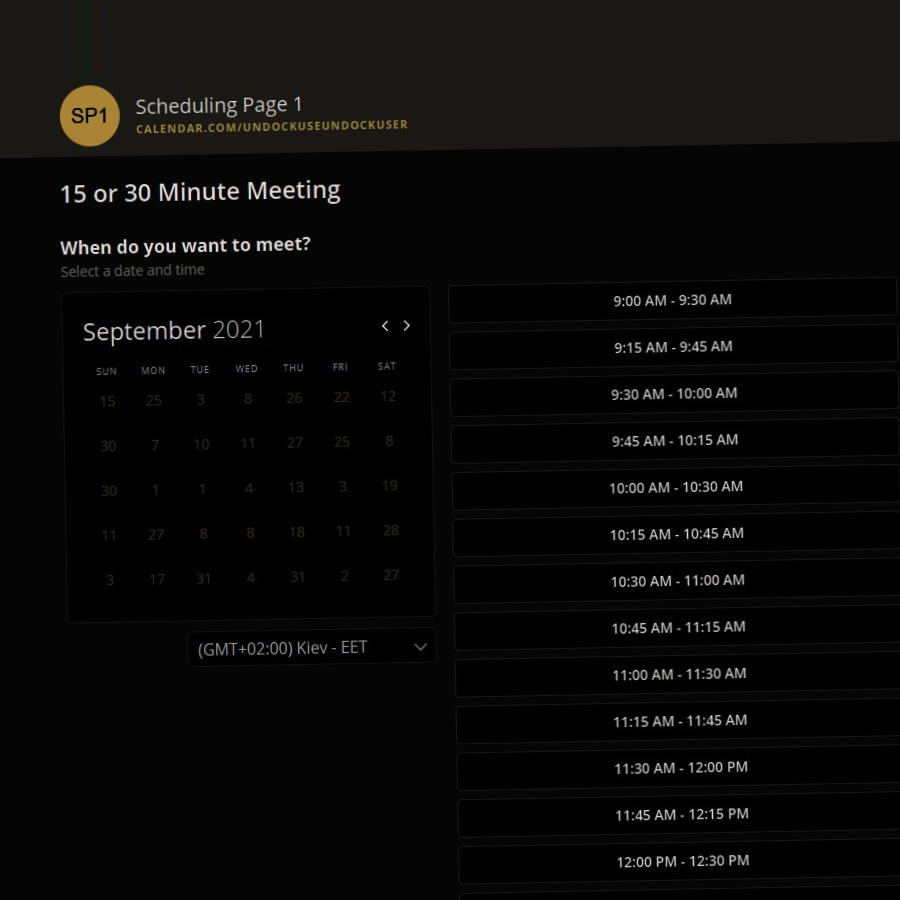 SP1
Scheduling Page 1
CALENDAR.COM/UNDOCKUSEUNDOCKUSER
15 or 30 Minute Meeting
When do you want to meet?
Select a date and time
September 2021
SUN MON TUE WED THU FRI SAT
15 25 3 8 26 22 12
30 7 10 11 27 25 8
30 1 1 4 13 3 19
11 27 8 8 18 11 28
3 17 31 4 31 2 27
(GMT+02:00) Kiev - EET
9:00 AM - 9:30 AM
9:15 AM - 9:45 AM
9:30 AM - 10:00 AM
9:45 AM - 10:15 AM
10:00 AM - 10:30 AM
10:15 AM - 10:45 AM
10:30 AM - 11:00 AM
10:45 AM - 11:15 AM
11:00 AM - 11:30 AM
11:15 AM - 11:45 AM
11:30 AM - 12:00 PM
11:45 AM - 12:15 PM
12:00 PM - 12:30 PM